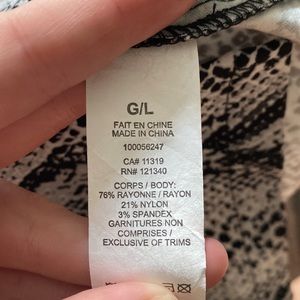 G/L
FAIT EN CHINE
MADE IN CHINA
100056247
CA# 11319
RN# 121340
CORPS / BODY:
76% RAYONNE / RAYON
21% NYLON
3% SPANDEX
GARNITURES NON
COMPRISES /
EXCLUSIVE OF TRIMS